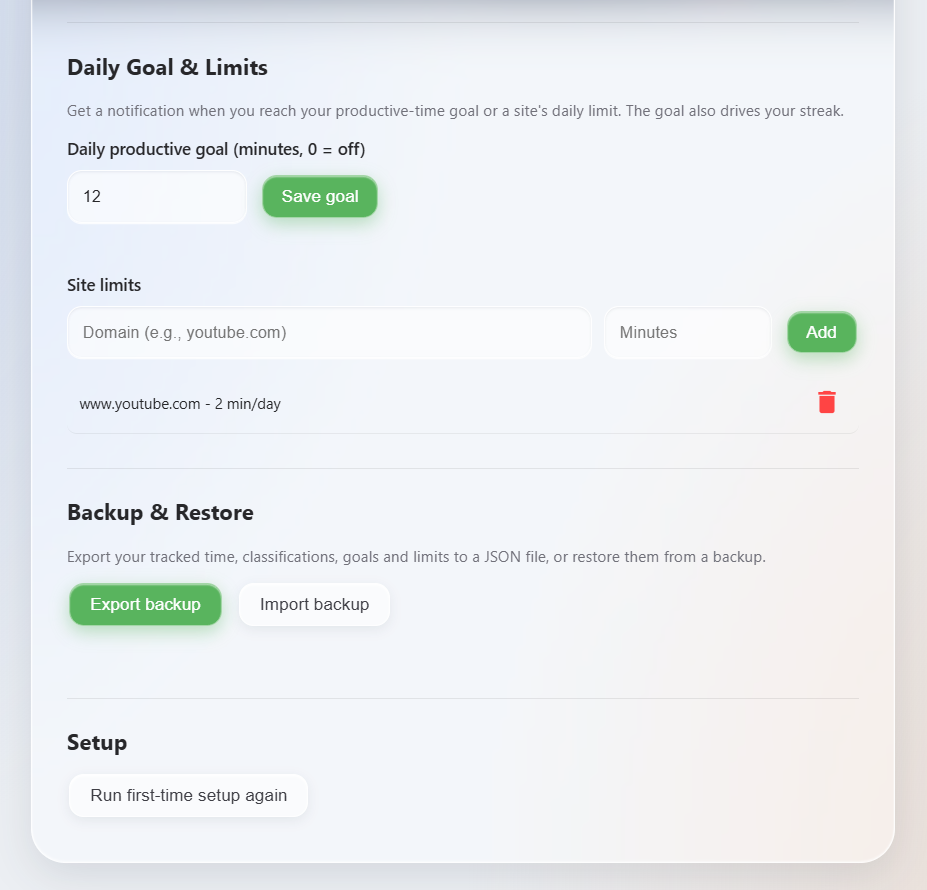 Daily Goal & Limits
Get a notification when you reach your productive-time goal or a site's daily limit. The goal also drives your streak.
Daily productive goal (minutes, 0 = off)
12
Save goal
Site limits
Domain (e.g., youtube.com)
Minutes
Add
www.youtube.com - 2 min/day
Backup & Restore
Export your tracked time, classifications, goals and limits to a JSON file, or restore them from a backup.
Export backup
Import backup
Setup
Run first-time setup again